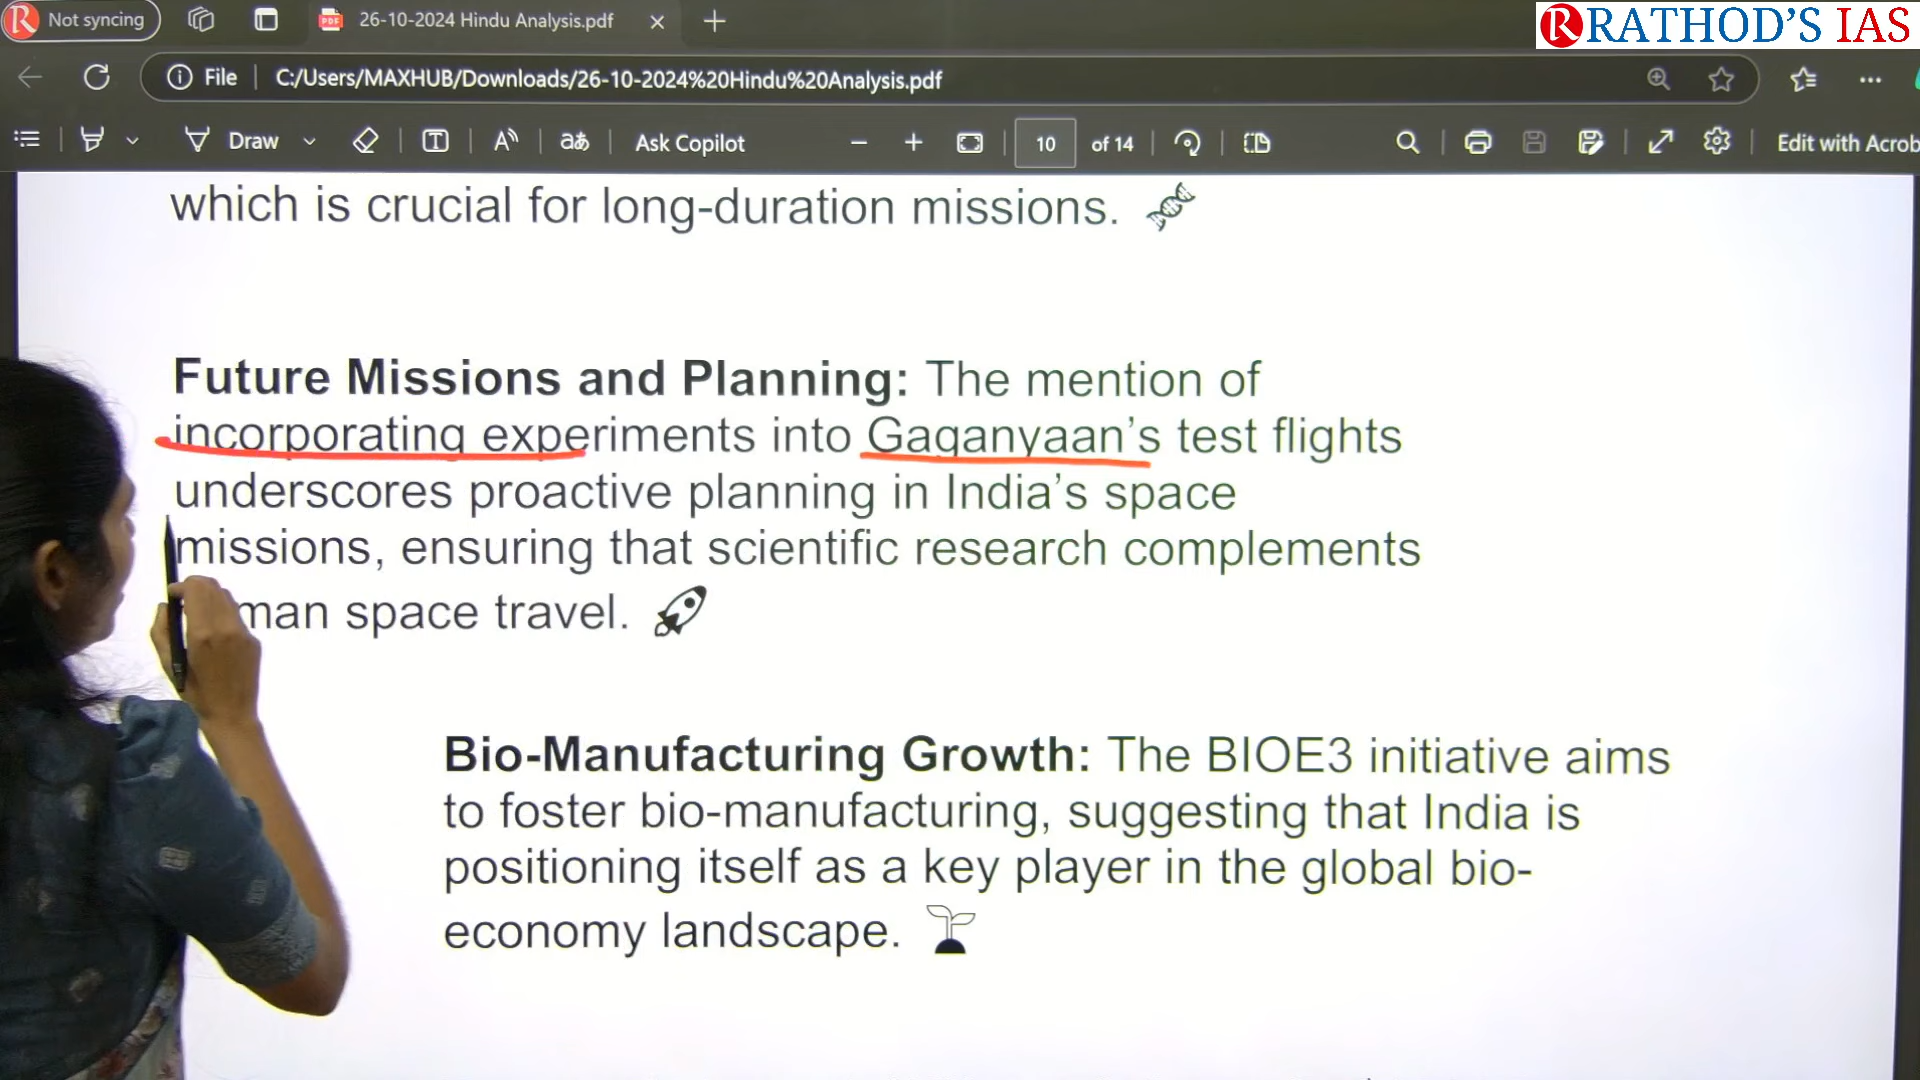 Not syncing
26-10-2024 Hindu Analysis.pdf
RATHOD'S IAS
File
C:/Users/MAXHUB/Downloads/26-10-2024%20Hindu%20Analysis.pdf
Draw
Ask Copilot
10 of 14
Edit with Acrob
which is crucial for long-duration missions.
Future Missions and Planning: The mention of
incorporating experiments into Gaganyaan's test flights
underscores proactive planning in India's space
missions, ensuring that scientific research complements
man space travel.
Bio-Manufacturing Growth: The BIOE3 initiative aims
to foster bio-manufacturing, suggesting that India is
positioning itself as a key player in the global bio-
economy landscape.